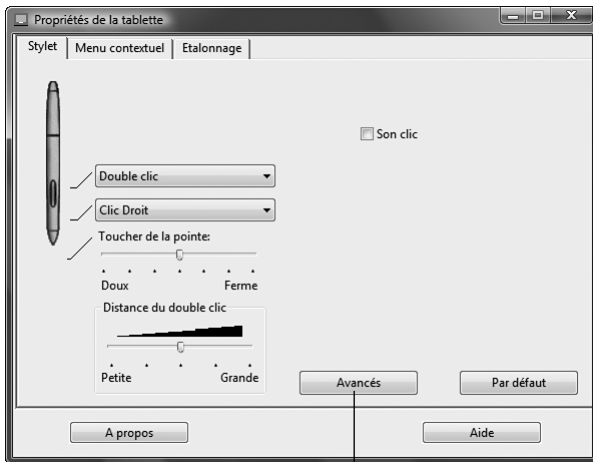 Propriétés de la tablette
Stylet Menu contextuel Etalonnage
Son clic
Double clic
Clic Droit
Toucher de la pointe:
Doux Ferme
Distance du double clic
Petite Grande
Avancés Par défaut
A propos Aide